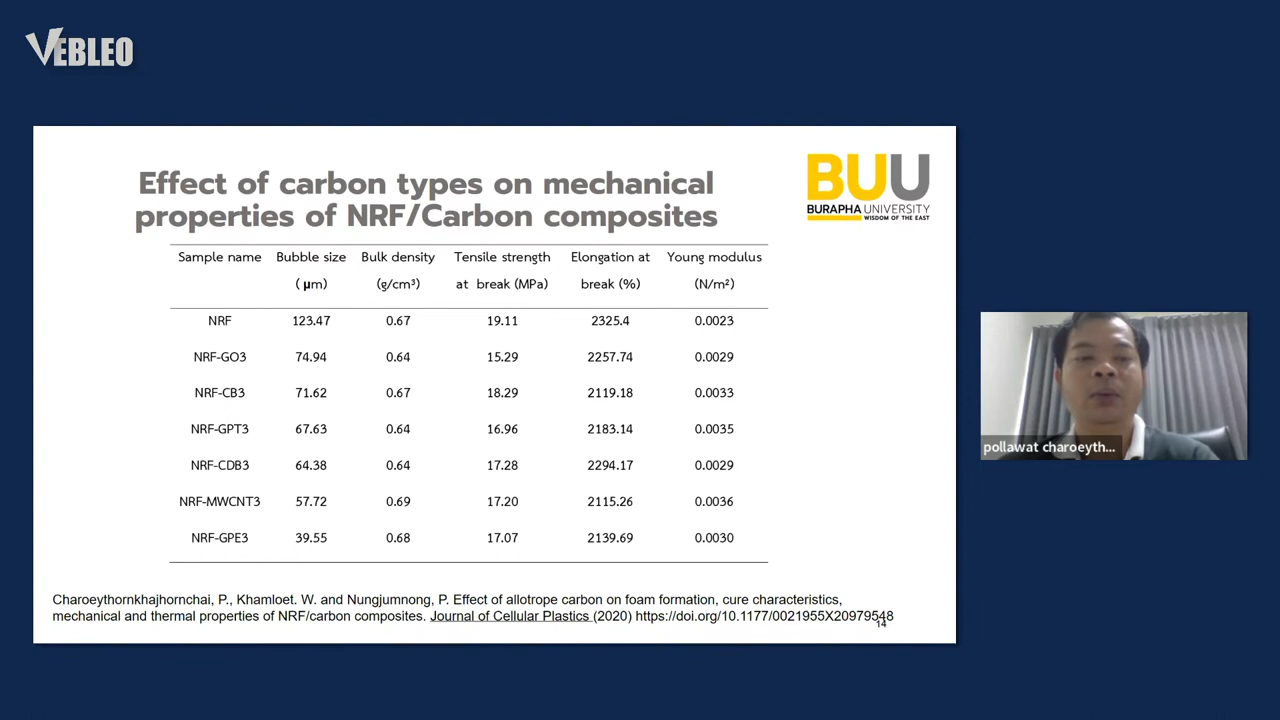 VEBLEO
Effect of carbon types on mechanical
properties of NRF/Carbon composites
BUU
BURAPHA UNIVERSITY
WISDOM OF THE EAST
Sample name Bubble size Bulk density Tensile strength Elongation at Young modulus
( µm) (g/cm³) at break (MPa) break (%) (N/m²)
NRF 123.47 0.67 19.11 2325.4 0.0023
NRF-GO3 74.94 0.64 15.29 2257.74 0.0029
NRF-CB3 71.62 0.67 18.29 2119.18 0.0033
NRF-GPT3 67.63 0.64 16.96 2183.14 0.0035
NRF-CDB3 64.38 0.64 17.28 2294.17 0.0029
NRF-MWCNT3 57.72 0.69 17.20 2115.26 0.0036
NRF-GPE3 39.55 0.68 17.07 2139.69 0.0030
Charoeythornkhajhornchai, P., Khamloet. W. and Nungjumnong, P. Effect of allotrope carbon on foam formation, cure characteristics,
mechanical and thermal properties of NRF/carbon composites. Journal of Cellular Plastics (2020) https://doi.org/10.1177/0021955X20979548
14
pollawat charoeyth...